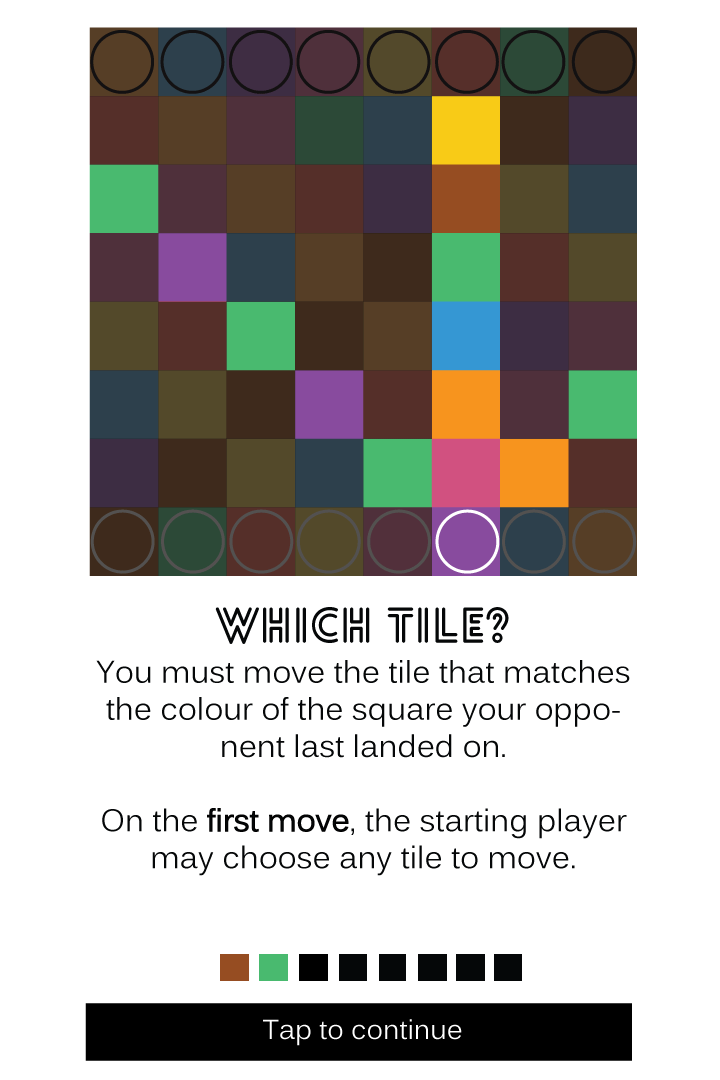 WHICH TILE?
You must move the tile that matches
the colour of the square your oppo-
nent last landed on.
On the first move, the starting player
may choose any tile to move.
Tap to continue